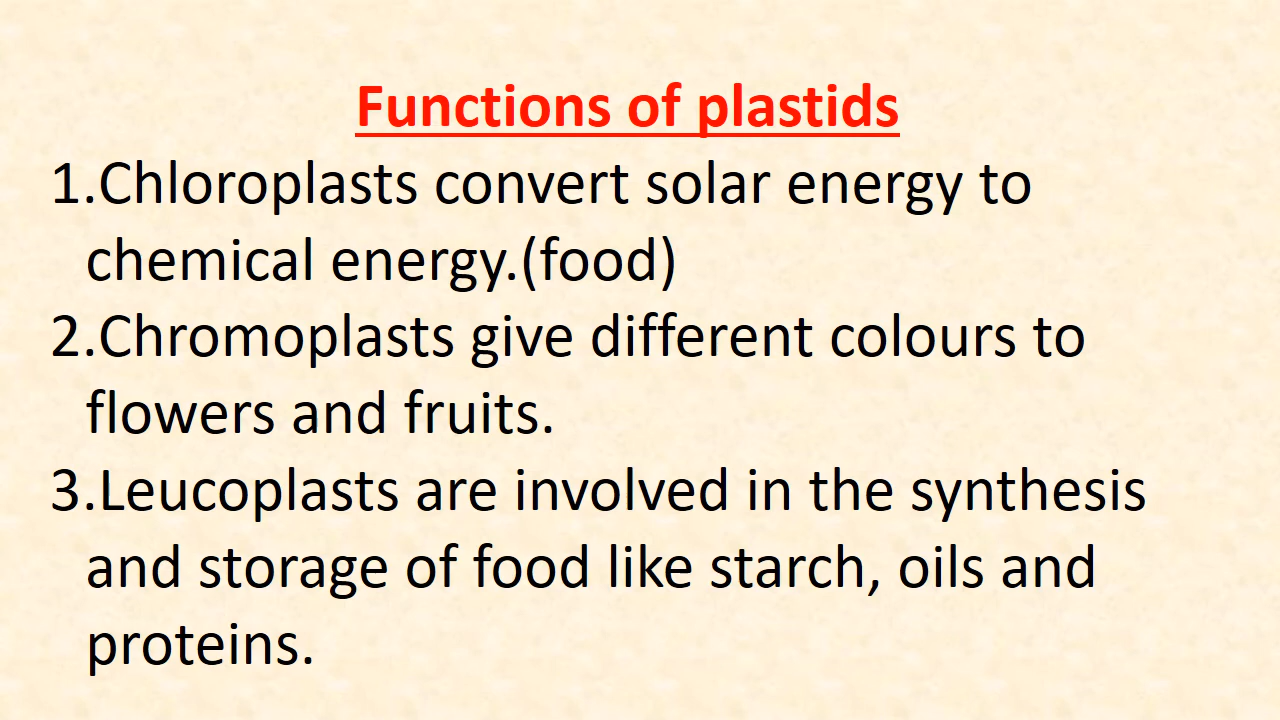 Functions of plastids
1.Chloroplasts convert solar energy to
chemical energy.(food)
2.Chromoplasts give different colours to
flowers and fruits.
3.Leucoplasts are involved in the synthesis
and storage of food like starch, oils and
proteins.